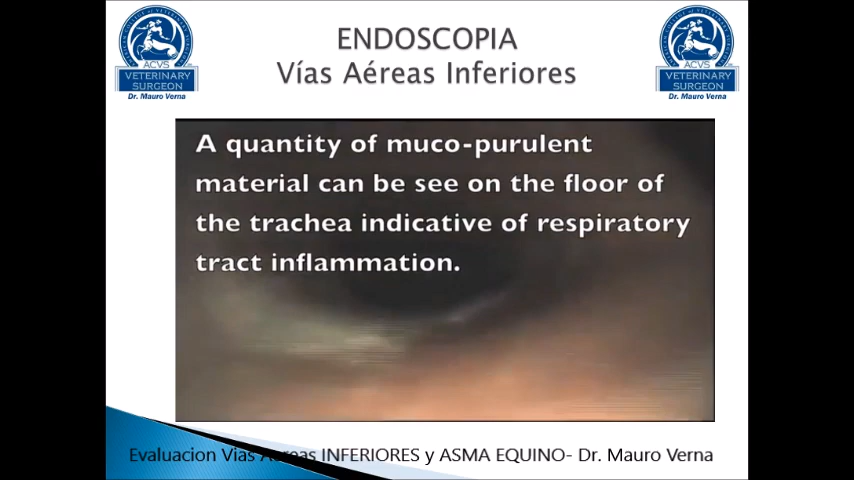 ENDOSCOPIA
Vías Aéreas Inferiores
ACVS
VETERINARY
SURGEON
Dr. Mauro Verna
ACVS
VETERINARY
SURGEON
Dr. Mauro Verna
A quantity of muco-purulent
material can be see on the floor of
the trachea indicative of respiratory
tract inflammation.
Evaluacion Vias Aereas INFERIORES y ASMA EQUINO- Dr. Mauro Verna